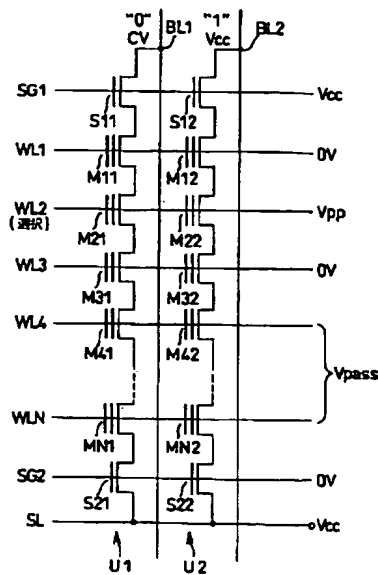 "0" BL1 "1" BL2
CV Vcc
SG1 Vcc
S11 S12
WL1 0V
M11 M12
WL2 Vpp
(選択)
M21 M22
WL3 0V
M31 M32
WL4
M41 M42
Vpass
WLN
MN1 MN2
SG2 0V
S21 S22
SL Vcc
U1 U2